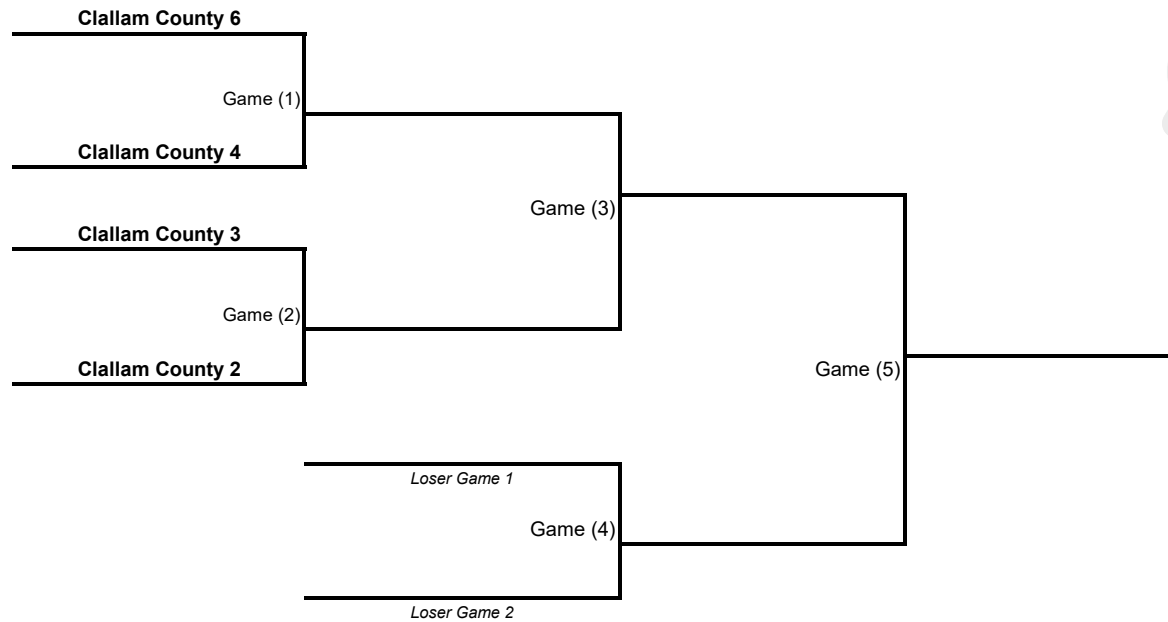 Clallam County 6
Game (1)
Clallam County 4
Game (3)
Clallam County 3
Game (2)
Clallam County 2
Game (5)
Loser Game 1
Game (4)
Loser Game 2